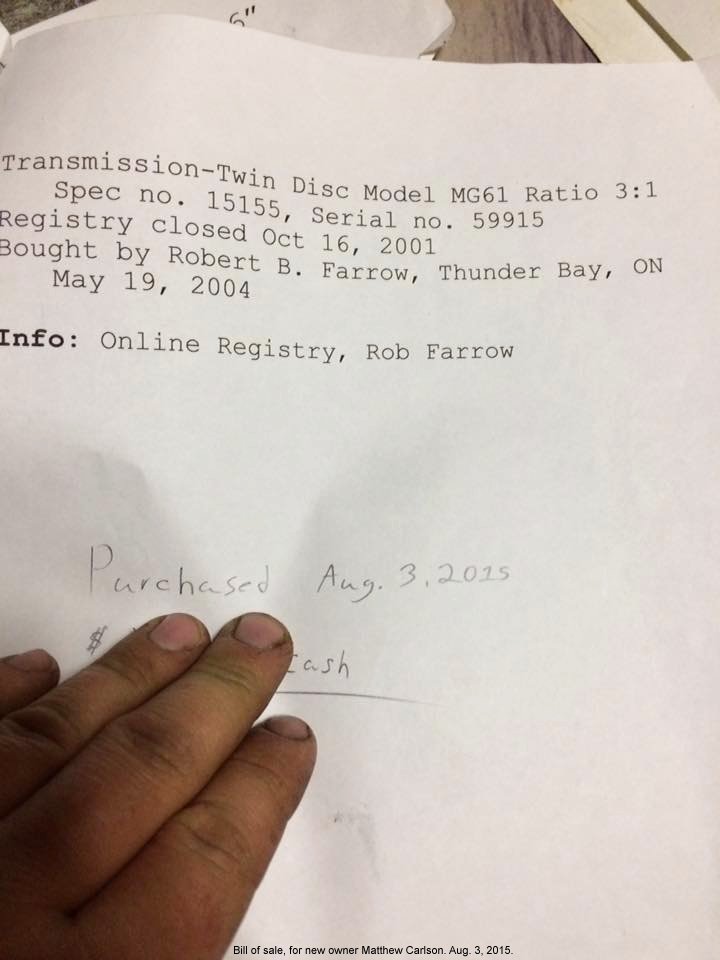 6"
Transmission-Twin Disc Model MG61 Ratio 3:1
Spec no. 15155, Serial no. 59915
Registry closed Oct 16, 2001
Bought by Robert B. Farrow, Thunder Bay, ON
May 19, 2004
Info: Online Registry, Rob Farrow
Purchased Aug. 3, 2015
$ Cash
Bill of sale, for new owner Matthew Carlson. Aug. 3, 2015.